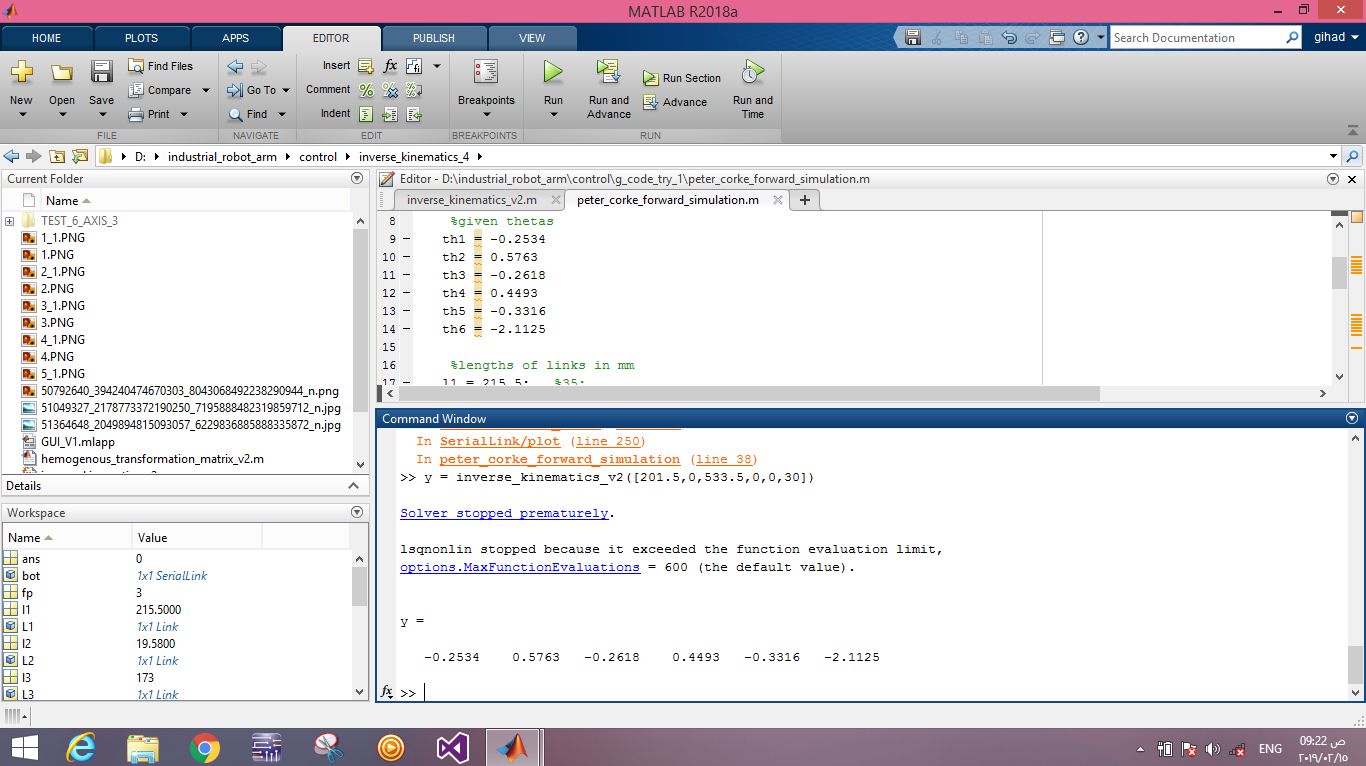 MATLAB R2018a
HOME PLOTS APPS EDITOR PUBLISH VIEW
Search Documentation gihad
New Open Save Find Files Compare Print
Go To Find
Insert fx
Comment
Indent
Breakpoints
Run Run and Advance Run Section Advance Run and Time
FILE NAVIGATE EDIT BREAKPOINTS RUN
D: industrial_robot_arm control inverse_kinematics_4
Current Folder
Name
TEST_6_AXIS_3
1_1.PNG
1.PNG
2_1.PNG
2.PNG
3_1.PNG
3.PNG
4_1.PNG
4.PNG
5_1.PNG
50792640_394240474670303_8043068492238290944_n.png
51049327_2178773372190250_7195888482319859712_n.jpg
51364648_2049894815093057_6229836885888335872_n.jpg
GUI_V1.mlapp
hemogenous_transformation_matrix_v2.m
Details
Workspace
Name Value
ans 0
bot 1x1 SerialLink
fp 3
l1 215.5000
L1 1x1 Link
l2 19.5800
L2 1x1 Link
l3 173
L3 1x1 Link
Editor - D:\industrial_robot_arm\control\g_code_try_1\peter_corke_forward_simulation.m
inverse_kinematics_v2.m peter_corke_forward_simulation.m
8 %given thetas
9 – th1 = -0.2534
10 – th2 = 0.5763
11 – th3 = -0.2618
12 – th4 = 0.4493
13 – th5 = -0.3316
14 – th6 = -2.1125
15
16 %lengths of links in mm
17 – l1 = 215.5; %35;
Command Window
In SerialLink/plot (line 250)
In peter_corke_forward_simulation (line 38)
>> y = inverse_kinematics_v2([201.5,0,533.5,0,0,30])
Solver stopped prematurely.
lsqnonlin stopped because it exceeded the function evaluation limit,
options.MaxFunctionEvaluations = 600 (the default value).
y =
-0.2534 0.5763 -0.2618 0.4493 -0.3316 -2.1125
fx >>
ENG
09:22 ص
٢٠١٩/٠٢/١٥